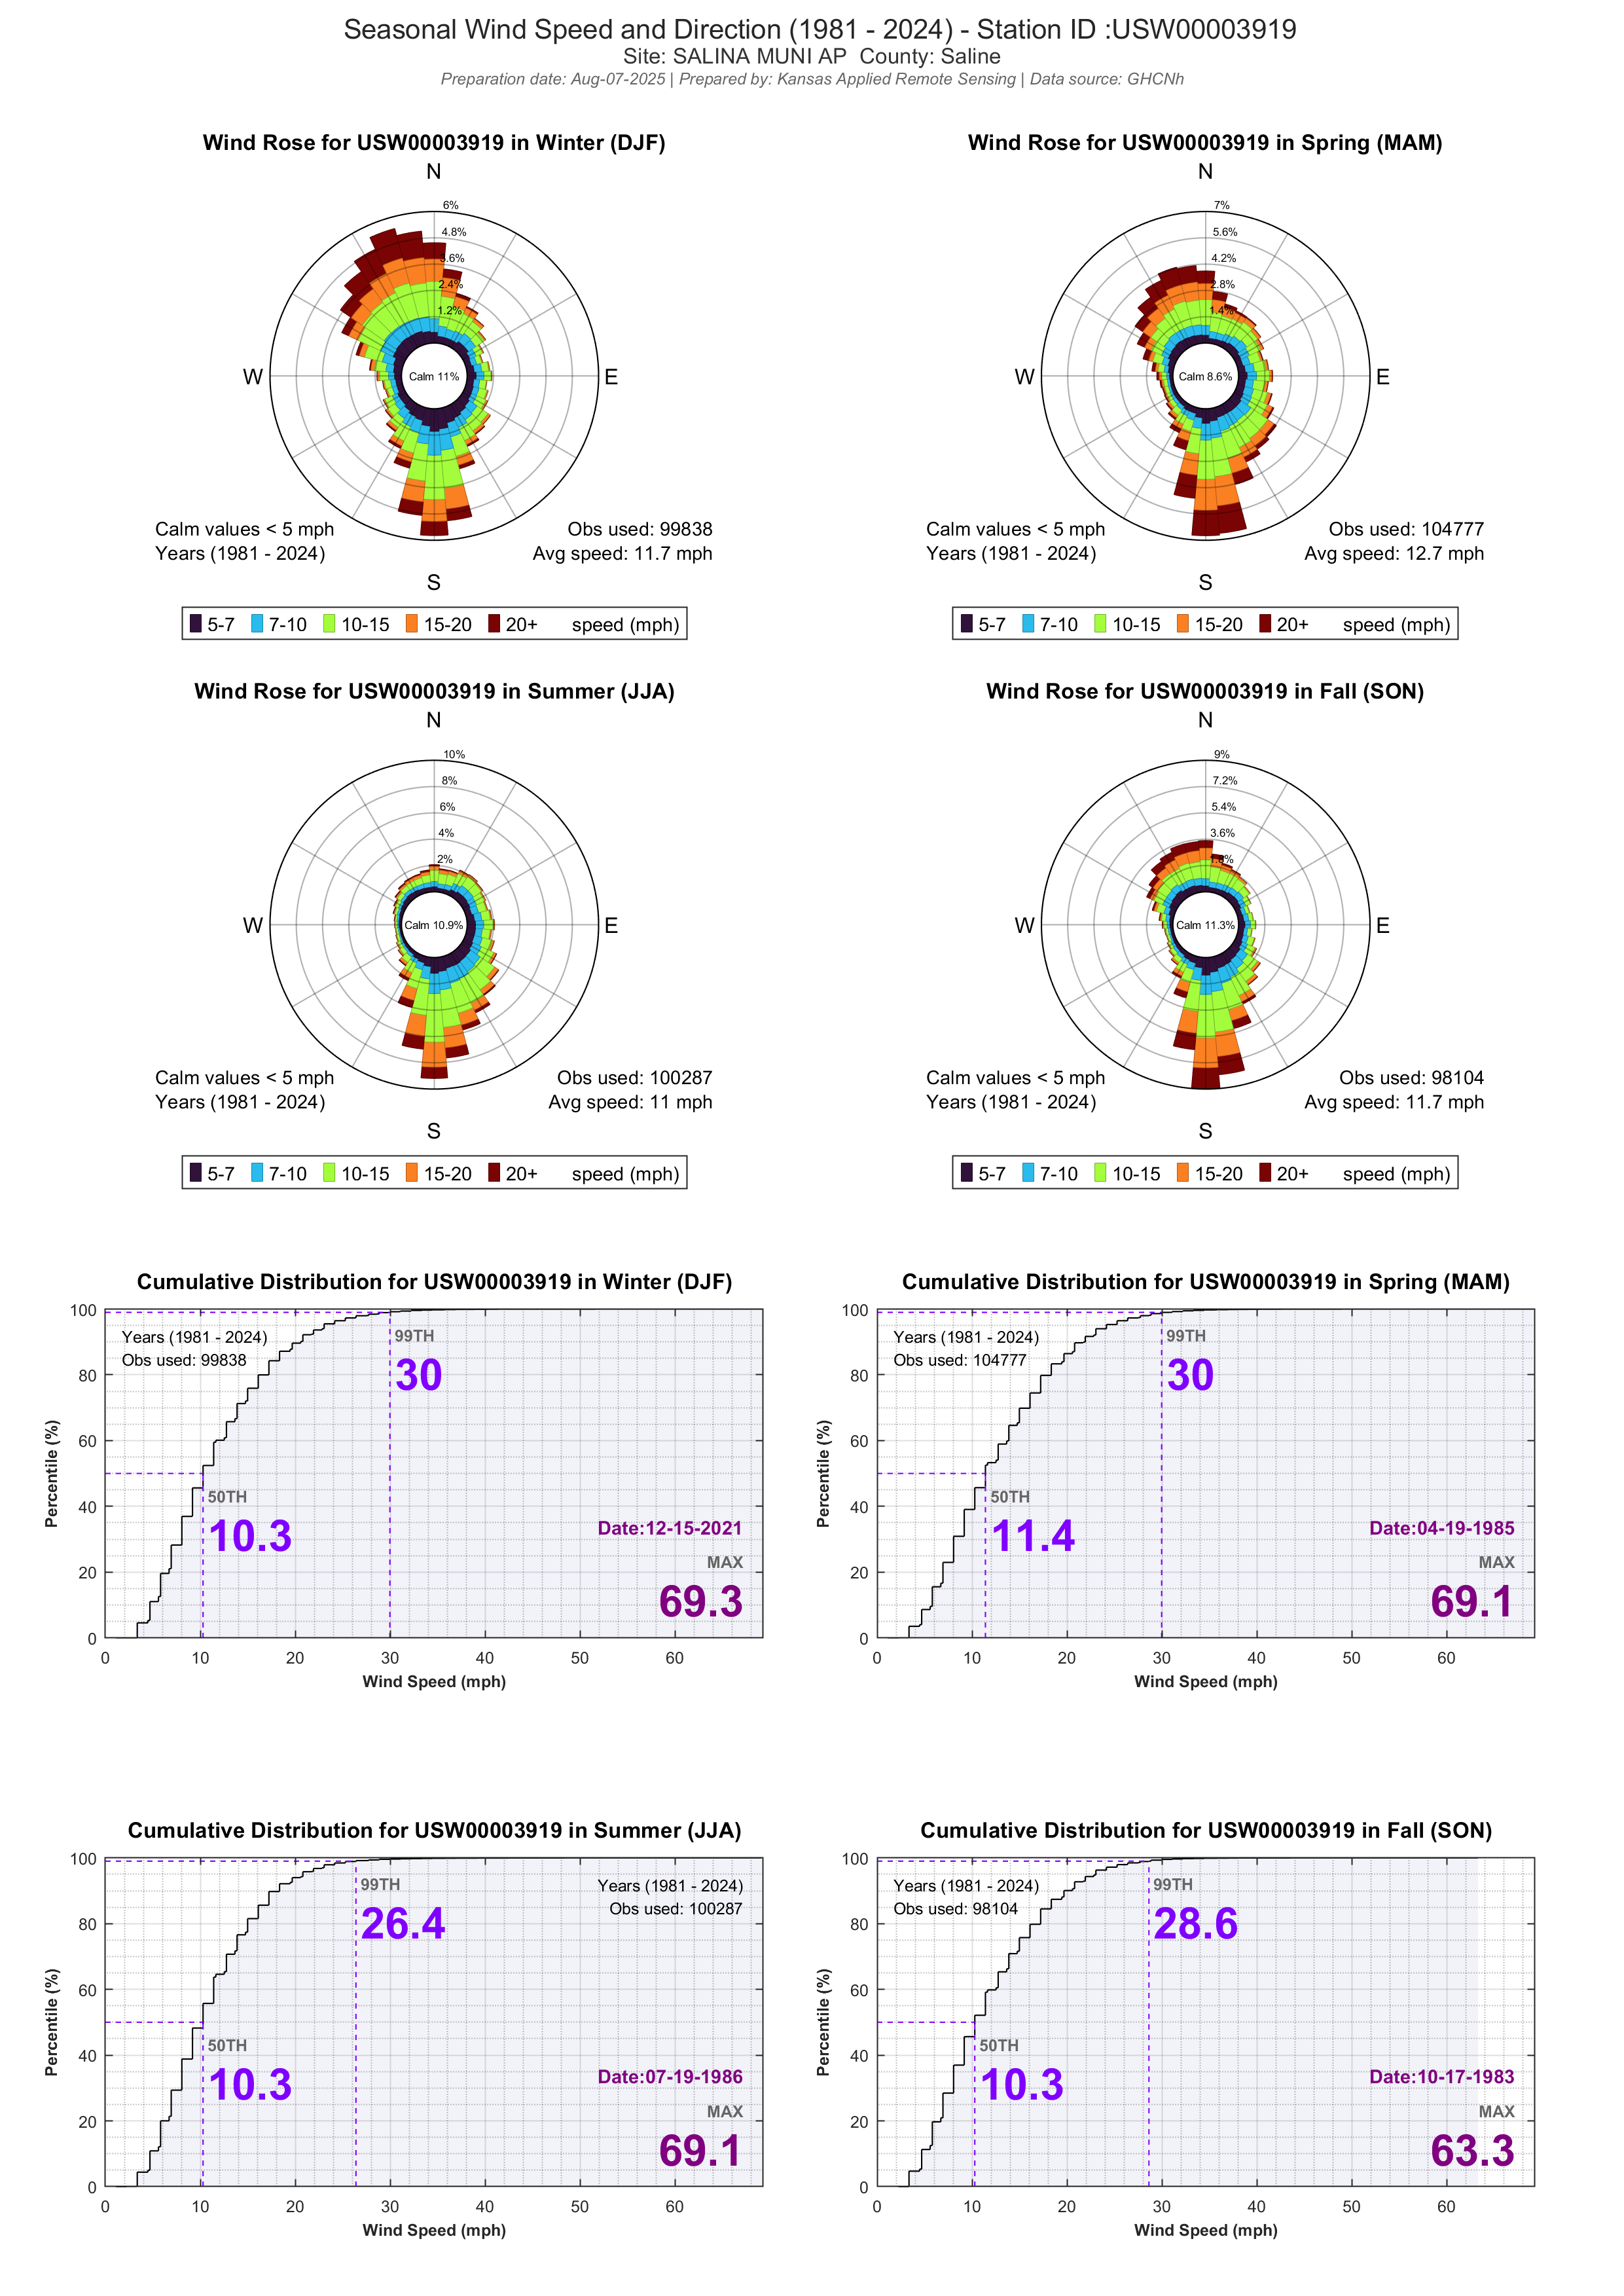 Seasonal Wind Speed and Direction (1981 - 2024) - Station ID :USW00003919
Site: SALINA MUNI AP  County: Saline
Preparation date: Aug-07-2025 | Prepared by: Kansas Applied Remote Sensing | Data source: GHCNh
Wind Rose for USW00003919 in Winter (DJF)
N
6%
4.8%
3.6%
2.4%
1.2%
W
Calm 11%
E
Calm values < 5 mph
Years (1981 - 2024)
Obs used: 99838
Avg speed: 11.7 mph
S
5-7 7-10 10-15 15-20 20+ speed (mph)
Wind Rose for USW00003919 in Spring (MAM)
N
7%
5.6%
4.2%
2.8%
1.4%
W
Calm 8.6%
E
Calm values < 5 mph
Years (1981 - 2024)
Obs used: 104777
Avg speed: 12.7 mph
S
5-7 7-10 10-15 15-20 20+ speed (mph)
Wind Rose for USW00003919 in Summer (JJA)
N
10%
8%
6%
4%
2%
W
Calm 10.9%
E
Calm values < 5 mph
Years (1981 - 2024)
Obs used: 100287
Avg speed: 11 mph
S
5-7 7-10 10-15 15-20 20+ speed (mph)
Wind Rose for USW00003919 in Fall (SON)
N
9%
7.2%
5.4%
3.6%
1.8%
W
Calm 11.3%
E
Calm values < 5 mph
Years (1981 - 2024)
Obs used: 98104
Avg speed: 11.7 mph
S
5-7 7-10 10-15 15-20 20+ speed (mph)
Cumulative Distribution for USW00003919 in Winter (DJF)
Percentile (%)
100
80
60
40
20
0
Years (1981 - 2024)
Obs used: 99838
99TH
30
50TH
10.3
Date:12-15-2021
MAX
69.3
0 10 20 30 40 50 60
Wind Speed (mph)
Cumulative Distribution for USW00003919 in Spring (MAM)
Percentile (%)
100
80
60
40
20
0
Years (1981 - 2024)
Obs used: 104777
99TH
30
50TH
11.4
Date:04-19-1985
MAX
69.1
0 10 20 30 40 50 60
Wind Speed (mph)
Cumulative Distribution for USW00003919 in Summer (JJA)
Percentile (%)
100
80
60
40
20
0
99TH
26.4
Years (1981 - 2024)
Obs used: 100287
50TH
10.3
Date:07-19-1986
MAX
69.1
0 10 20 30 40 50 60
Wind Speed (mph)
Cumulative Distribution for USW00003919 in Fall (SON)
Percentile (%)
100
80
60
40
20
0
Years (1981 - 2024)
Obs used: 98104
99TH
28.6
50TH
10.3
Date:10-17-1983
MAX
63.3
0 10 20 30 40 50 60
Wind Speed (mph)